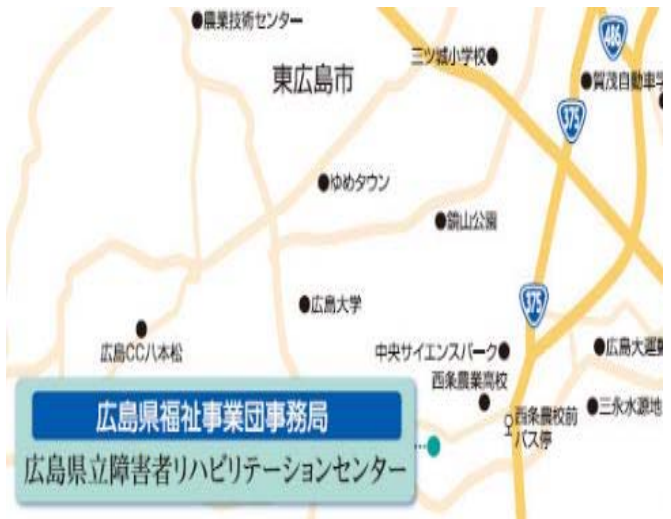 農業技術センター
三ツ城小学校
486
東広島市
賀茂自動車学
375
ゆめタウン
鏡山公園
広島大学
375
広島CC八本松
中央サイエンスパーク
広島大運動
西条農業高校
西条農校前
バス停
三永水源地
広島県福祉事業団事務局
広島県立障害者リハビリテーションセンター